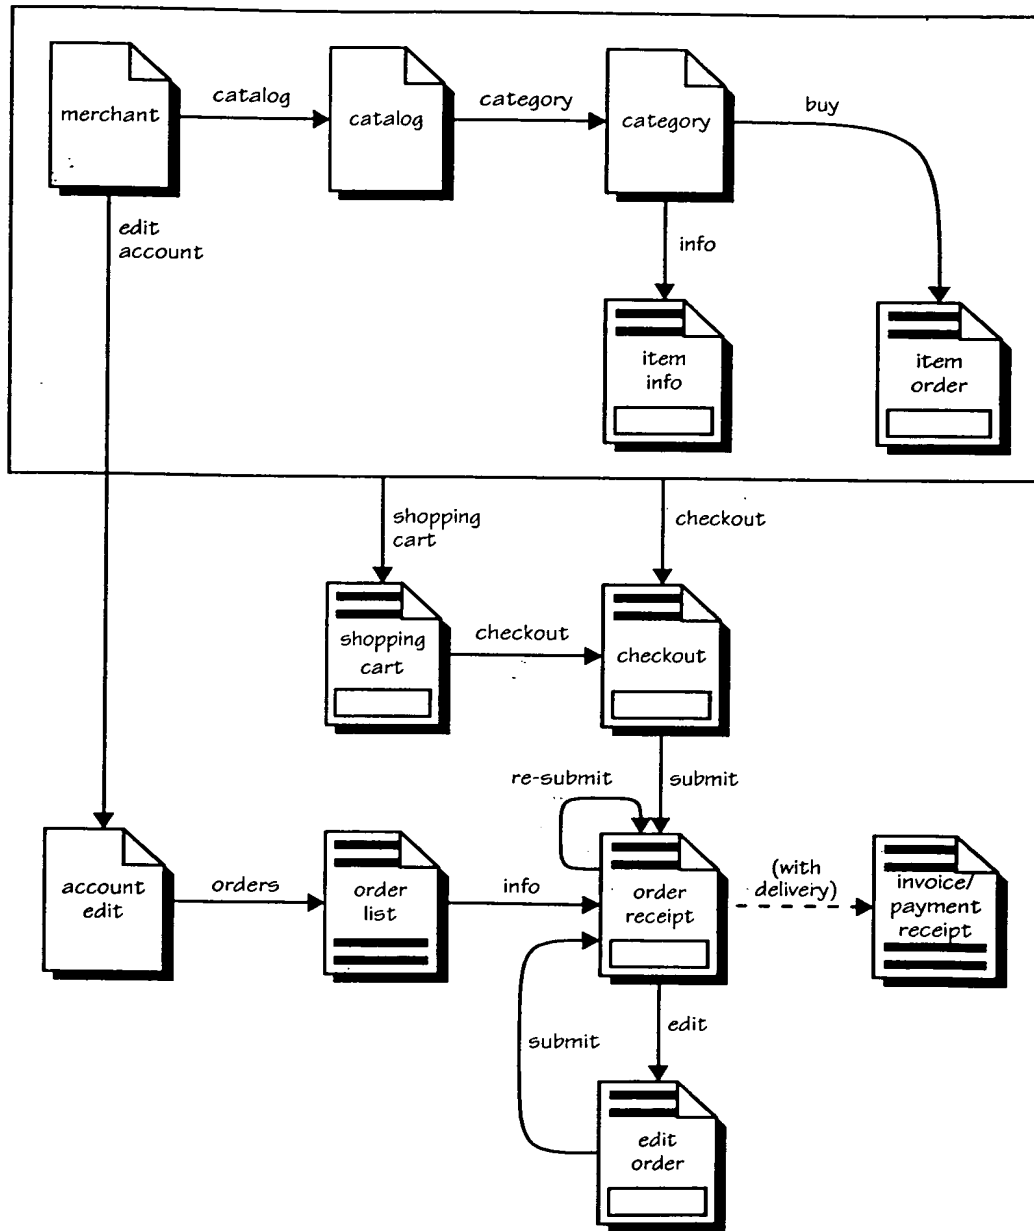 merchant
catalog
catalog
category
category
buy
edit
account
info
item
info
item
order
shopping
cart
checkout
shopping
cart
checkout
checkout
re-submit
submit
account
edit
orders
order
list
info
order
receipt
(with
delivery)
invoice/
payment
receipt
submit
edit
edit
order